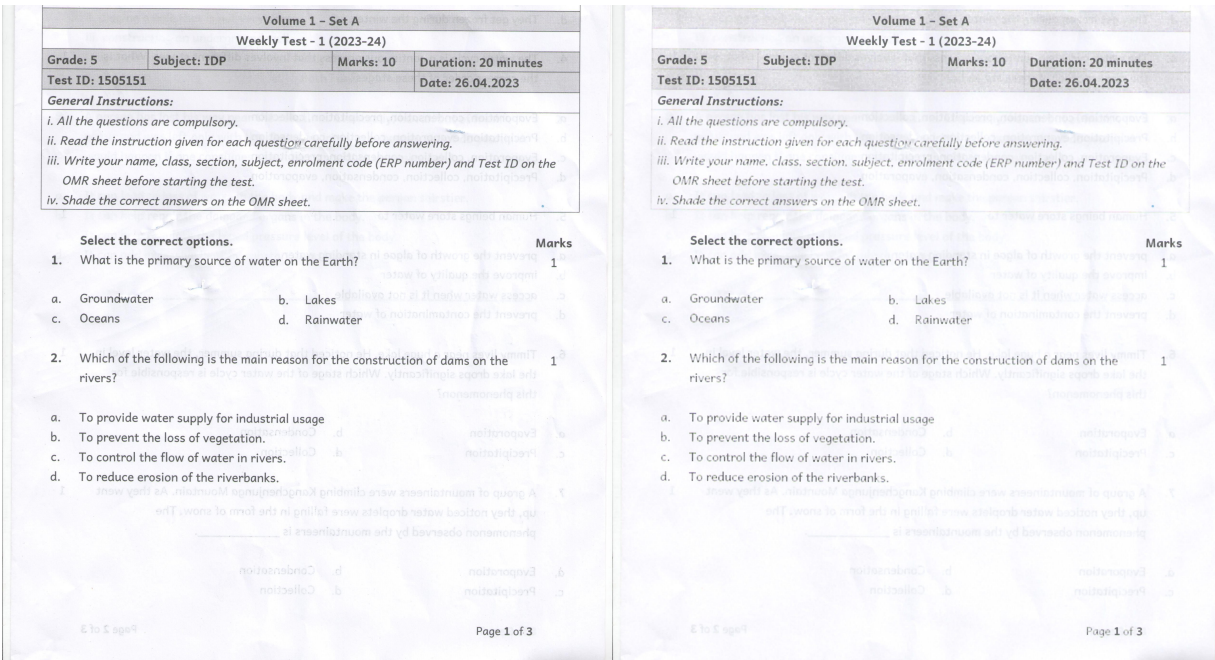 Volume 1 – Set A
Weekly Test - 1 (2023-24)
Grade: 5 Subject: IDP Marks: 10 Duration: 20 minutes
Test ID: 1505151 Date: 26.04.2023
General Instructions:
i. All the questions are compulsory.
ii. Read the instruction given for each question carefully before answering.
iii. Write your name, class, section, subject, enrolment code (ERP number) and Test ID on the
OMR sheet before starting the test.
iv. Shade the correct answers on the OMR sheet.
Select the correct options. Marks
1. What is the primary source of water on the Earth? 1
a. Groundwater b. Lakes
c. Oceans d. Rainwater
2. Which of the following is the main reason for the construction of dams on the 1
rivers?
a. To provide water supply for industrial usage
b. To prevent the loss of vegetation.
c. To control the flow of water in rivers.
d. To reduce erosion of the riverbanks.
Page 1 of 3
Volume 1 – Set A
Weekly Test - 1 (2023-24)
Grade: 5 Subject: IDP Marks: 10 Duration: 20 minutes
Test ID: 1505151 Date: 26.04.2023
General Instructions:
i. All the questions are compulsory.
ii. Read the instruction given for each question carefully before answering.
iii. Write your name, class, section, subject, enrolment code (ERP number) and Test ID on the
OMR sheet before starting the test.
iv. Shade the correct answers on the OMR sheet.
Select the correct options. Marks
1. What is the primary source of water on the Earth? 1
a. Groundwater b. Lakes
c. Oceans d. Rainwater
2. Which of the following is the main reason for the construction of dams on the 1
rivers?
a. To provide water supply for industrial usage
b. To prevent the loss of vegetation.
c. To control the flow of water in rivers.
d. To reduce erosion of the riverbanks.
Page 1 of 3